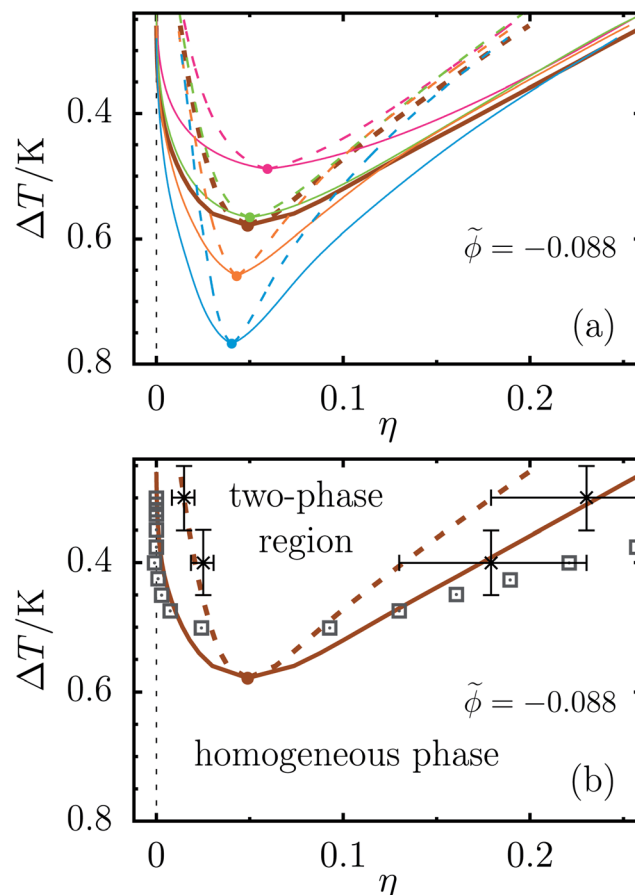 0.4
0.6
0.8
ΔT/K
φ̃ = −0.088
(a)
0
0.1
0.2
η
two-phase
region
0.4
0.6
0.8
ΔT/K
φ̃ = −0.088
homogeneous phase
(b)
0
0.1
0.2
η